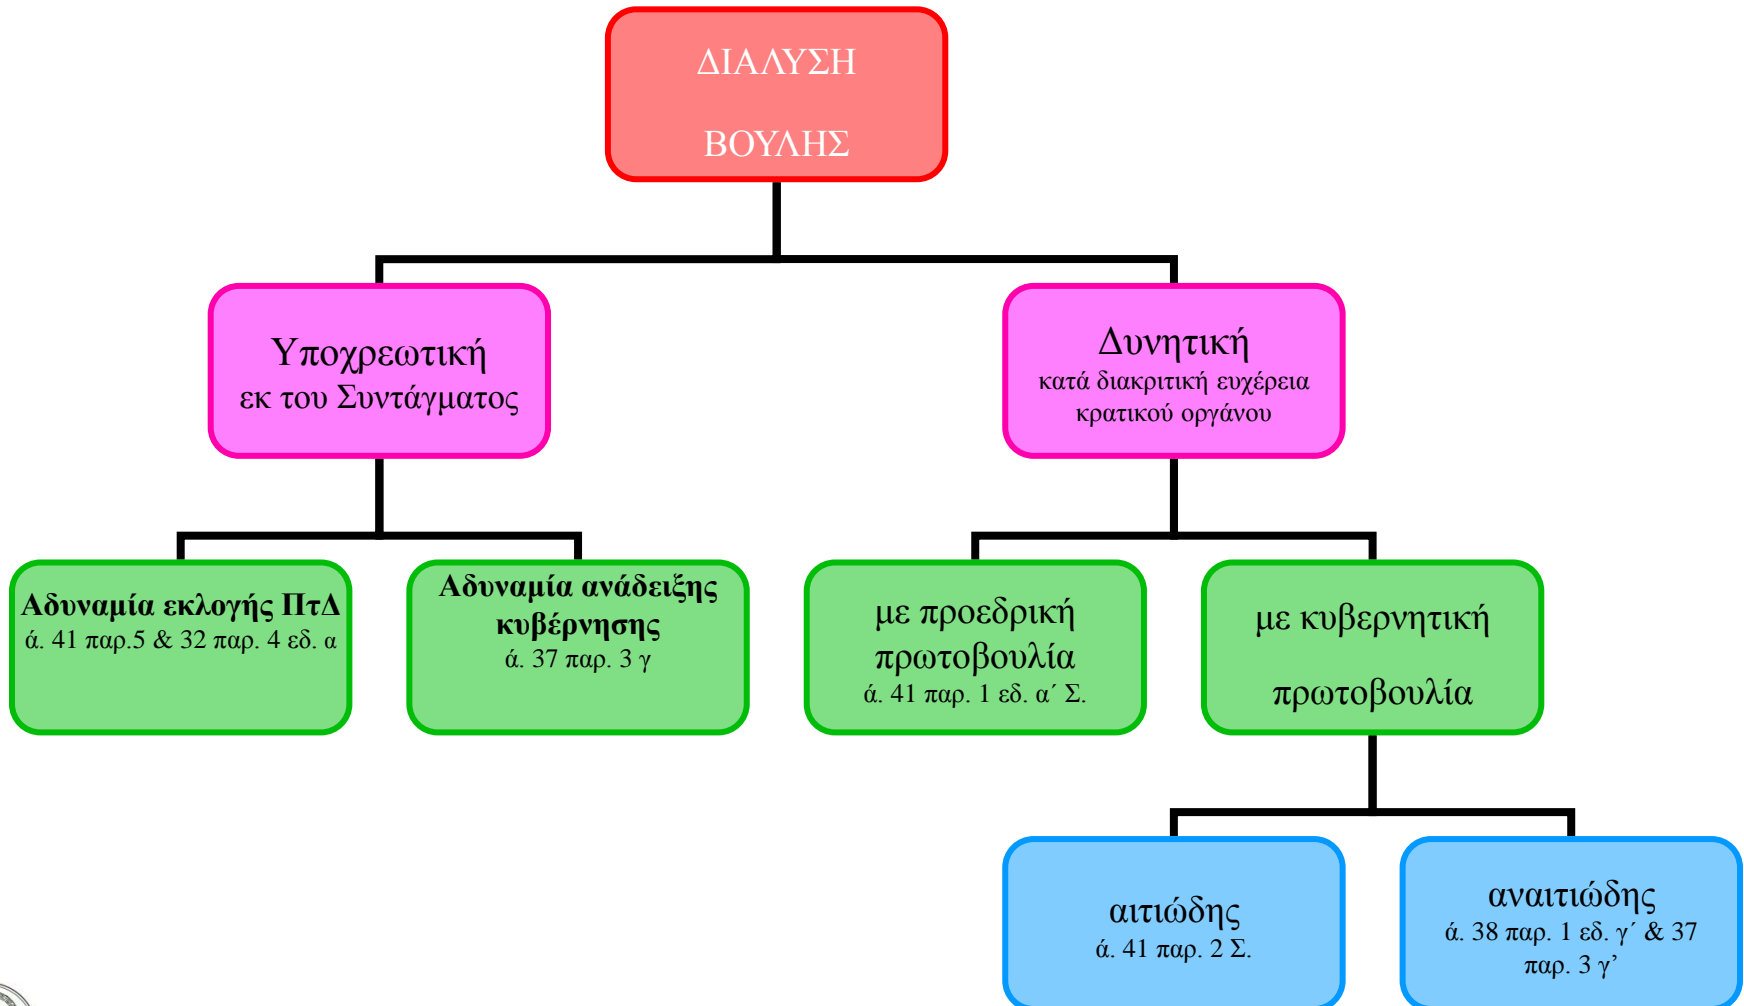 ΔΙΑΛΥΣΗ
ΒΟΥΛΗΣ
Υποχρεωτική
εκ του Συντάγματος
Δυνητική
κατά διακριτική ευχέρεια
κρατικού οργάνου
Αδυναμία εκλογής ΠτΔ
ά. 41 παρ.5 & 32 παρ. 4 εδ. α
Αδυναμία ανάδειξης
κυβέρνησης
ά. 37 παρ. 3 γ
με προεδρική
πρωτοβουλία
ά. 41 παρ. 1 εδ. α΄ Σ.
με κυβερνητική
πρωτοβουλία
αιτιώδης
ά. 41 παρ. 2 Σ.
αναιτιώδης
ά. 38 παρ. 1 εδ. γ΄ & 37
παρ. 3 γ’